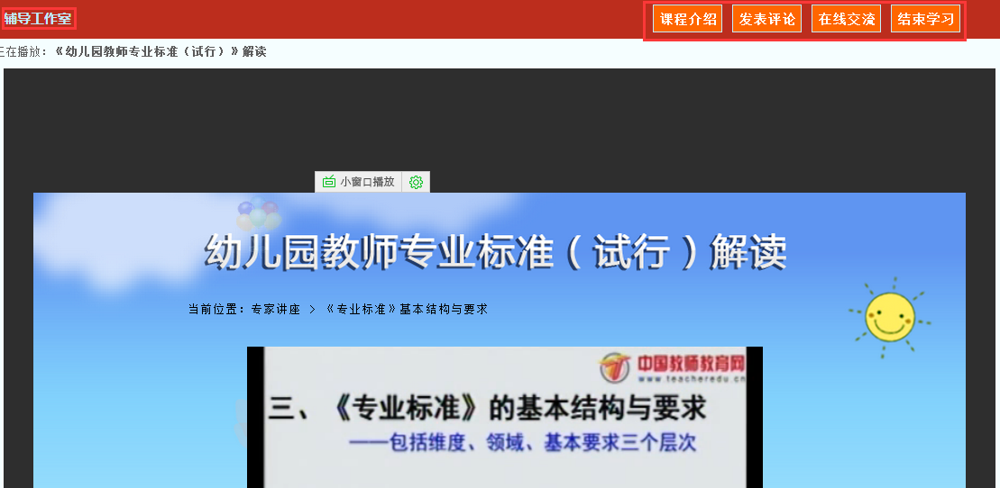 辅导工作室
课程介绍 发表评论 在线交流 结束学习
正在播放：《幼儿园教师专业标准（试行）》解读
小窗口播放
幼儿园教师专业标准（试行）解读
当前位置：专家讲座 > 《专业标准》基本结构与要求
中国教师教育网
www.teacheredu.cn
三、《专业标准》的基本结构与要求
——包括维度、领域、基本要求三个层次